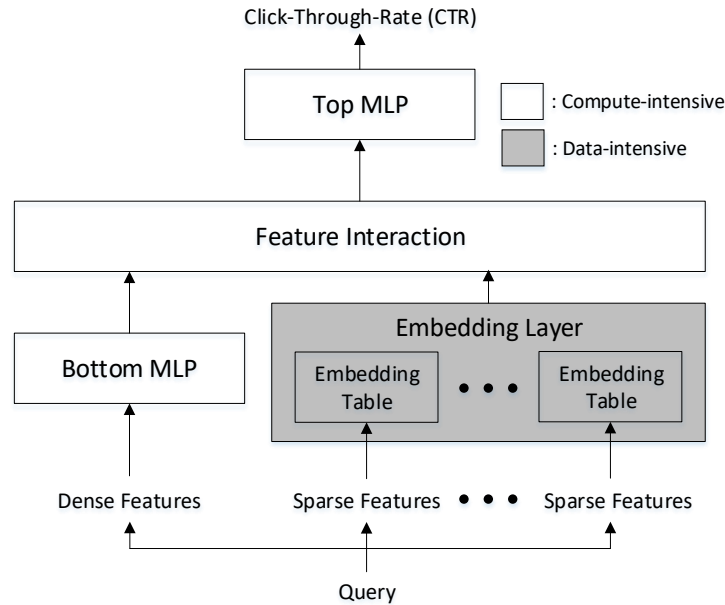 Click-Through-Rate (CTR)
Top MLP
: Compute-intensive
: Data-intensive
Feature Interaction
Bottom MLP
Embedding Layer
Embedding
Table
• • •
Embedding
Table
Dense Features
Sparse Features • • • Sparse Features
Query